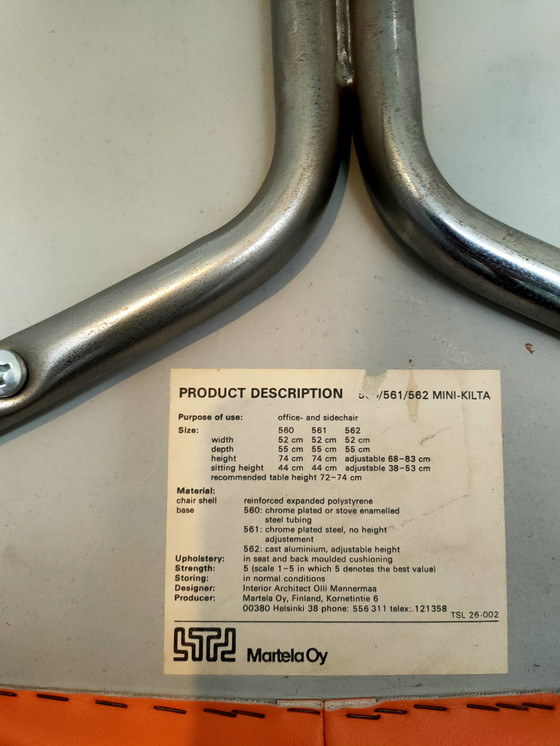 PRODUCT DESCRIPTION /561/562 MINI-KILTA
Purpose of use: office- and sidechair
Size: 560 561 562
width 52 cm 52 cm 52 cm
depth 55 cm 55 cm 55 cm
height 74 cm 74 cm adjustable 68-83 cm
sitting height 44 cm 44 cm adjustable 38-53 cm
recommended table height 72-74 cm
Material:
chair shell reinforced expanded polystyrene
base 560: chrome plated or stove enamelled
steel tubing
561: chrome plated steel, no height
adjustement
562: cast aluminium, adjustable height
Upholstery: in seat and back moulded cushioning
Strength: 5 (scale 1-5 in which 5 denotes the best value)
Storing: in normal conditions
Designer: Interior Architect Olli Mannermaa
Producer: Martela Oy, Finland, Kornetintie 6
00380 Helsinki 38 phone: 556 311 telex: 121358
TSL 26-002
Martela Oy